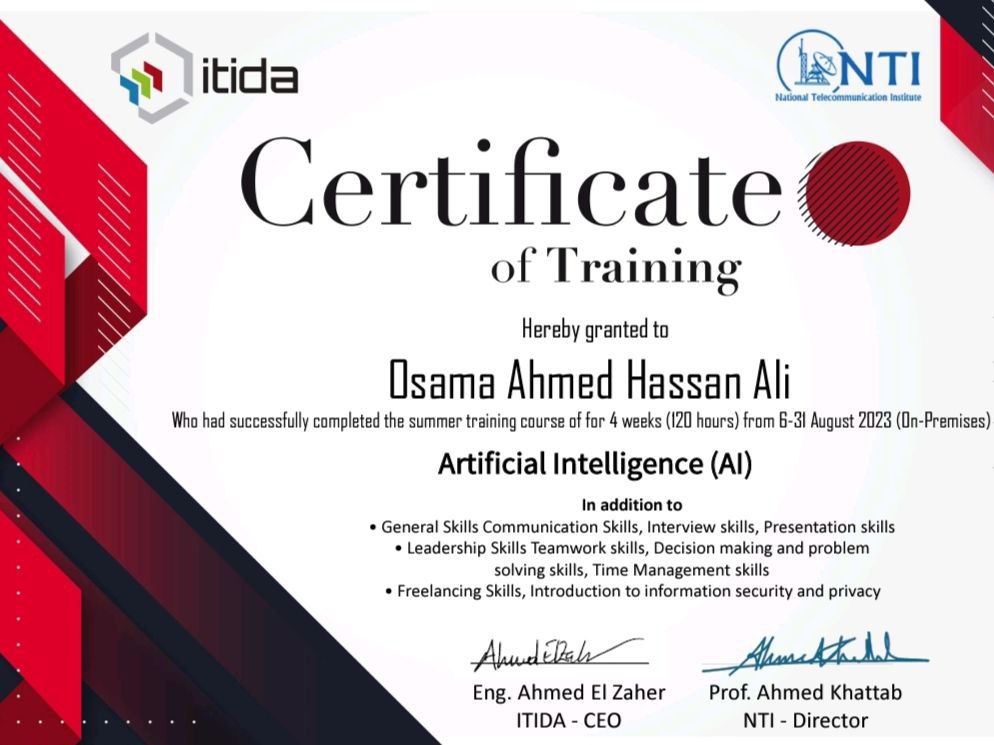 itida
NTI
National Telecommunication Institute
Certificate
of Training
Hereby granted to
Osama Ahmed Hassan Ali
Who had successfully completed the summer training course of for 4 weeks (120 hours) from 6-31 August 2023 (On-Premises)
Artificial Intelligence (AI)
In addition to
• General Skills Communication Skills, Interview skills, Presentation skills
• Leadership Skills Teamwork skills, Decision making and problem
solving skills, Time Management skills
• Freelancing Skills, Introduction to information security and privacy
Eng. Ahmed El Zaher
ITIDA - CEO
Prof. Ahmed Khattab
NTI - Director